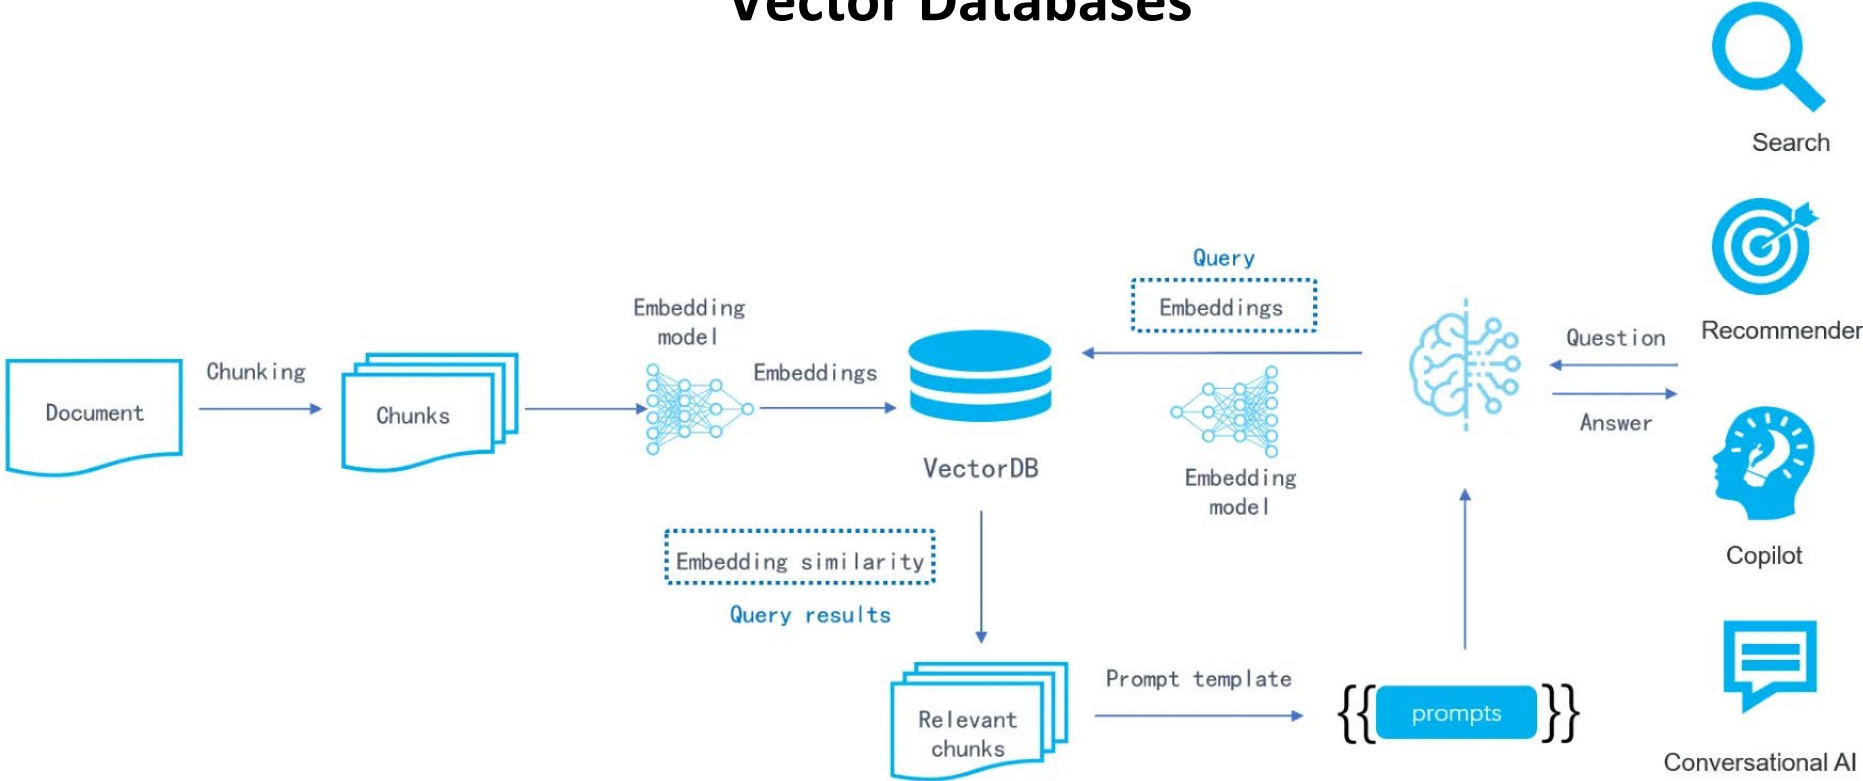 Vector Databases
Search
Query
Embeddings
Recommender
Question
Answer
Embedding
model
Chunking
Embeddings
Document
Chunks
VectorDB
Embedding
model
Copilot
Embedding similarity
Query results
Prompt template
Relevant
chunks
{{ prompts }}
Conversational AI